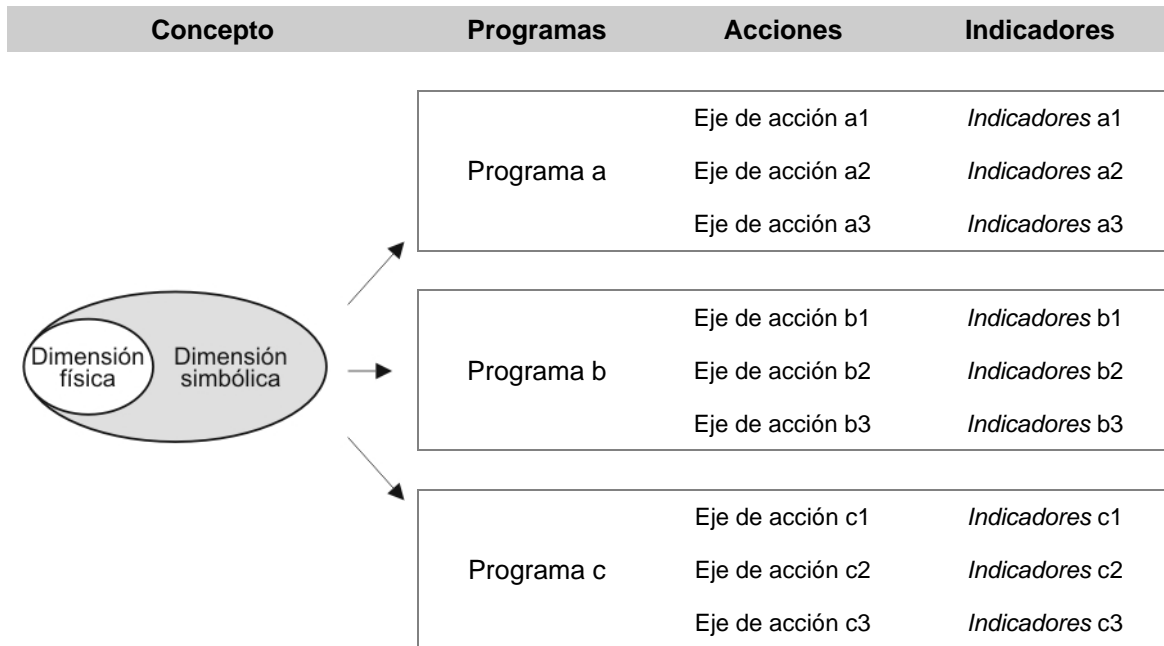 Concepto Programas Acciones Indicadores
Eje de acción a1 Indicadores a1
Programa a Eje de acción a2 Indicadores a2
Eje de acción a3 Indicadores a3
Dimensión física
Dimensión simbólica
Eje de acción b1 Indicadores b1
Programa b Eje de acción b2 Indicadores b2
Eje de acción b3 Indicadores b3
Eje de acción c1 Indicadores c1
Programa c Eje de acción c2 Indicadores c2
Eje de acción c3 Indicadores c3